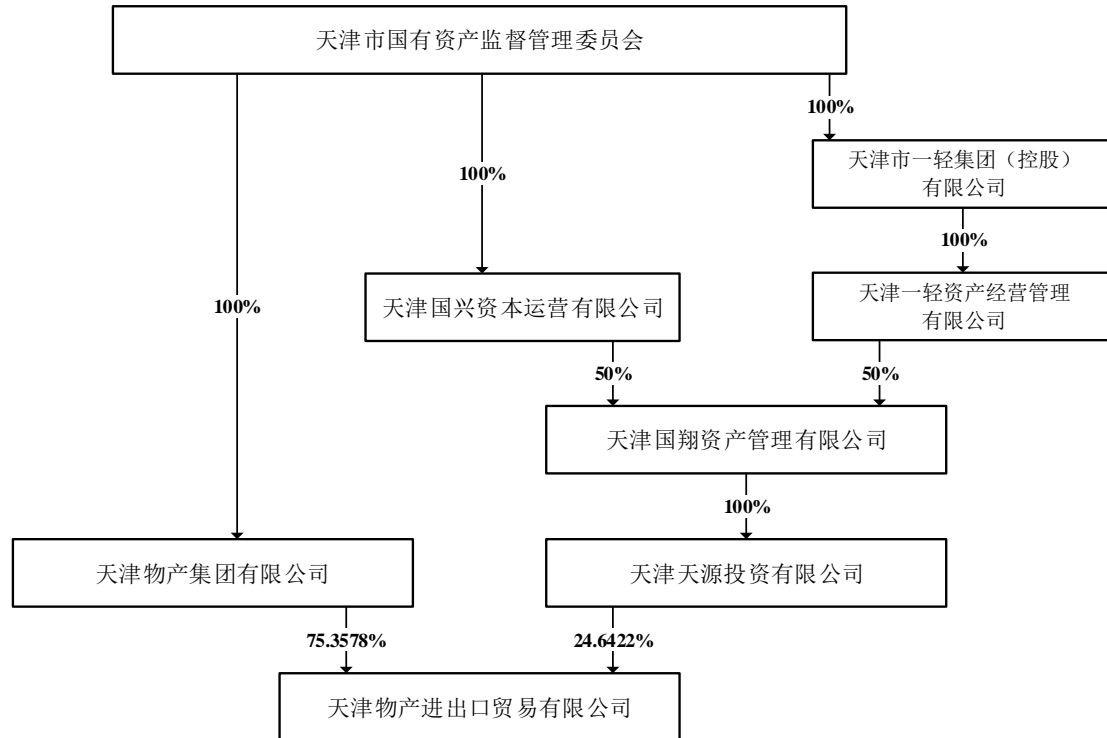 天津市国有资产监督管理委员会
100%
天津市一轻集团（控股）
有限公司
100%
100%
天津国兴资本运营有限公司
天津一轻资产经营管理
有限公司
100%
50%
50%
天津国翔资产管理有限公司
100%
天津物产集团有限公司
天津天源投资有限公司
75.3578%
24.6422%
天津物产进出口贸易有限公司